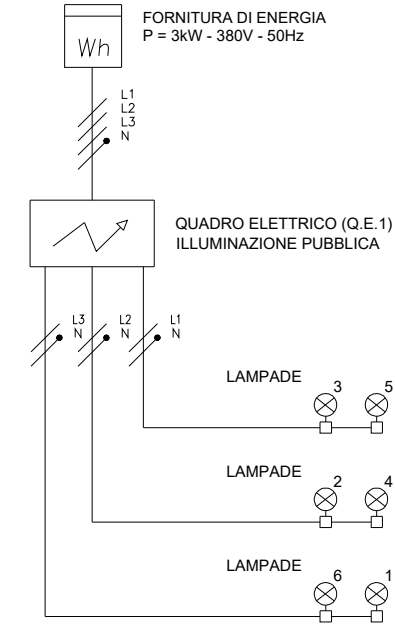 FORNITURA DI ENERGIA
P = 3kW - 380V - 50Hz
Wh
L1
L2
L3
N
QUADRO ELETTRICO (Q.E.1)
ILLUMINAZIONE PUBBLICA
L3 L2 L1
N N N
LAMPADE
3 5
LAMPADE
2 4
LAMPADE
6 1